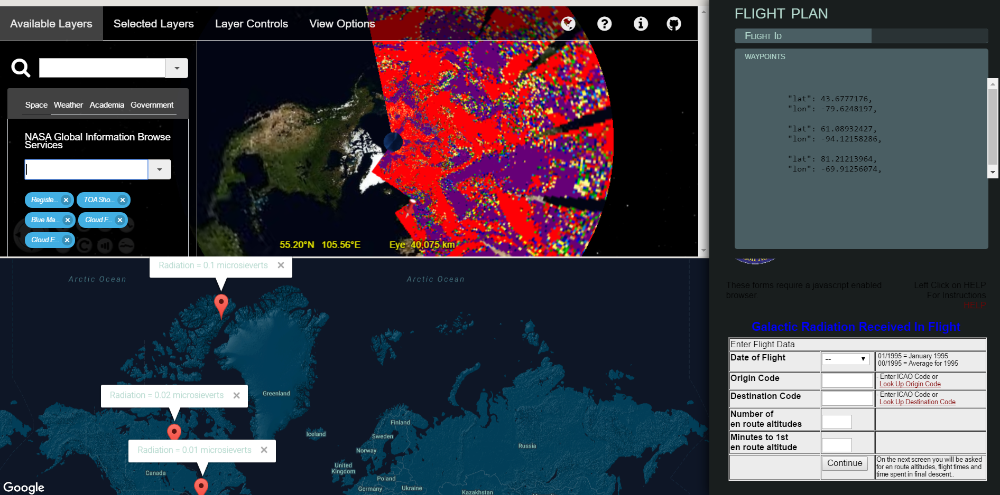 Available Layers
Selected Layers
Layer Controls
View Options
Space
Weather
Academia
Government
NASA Global Information Browse
Services
Registe...
TOA Sho...
Blue Ma...
Cloud F...
Cloud E...
55.20°N 105.56°E Eye 40,075 km
Radiation = 0.1 microsieverts
Arctic Ocean
Arctic Ocean
Radiation = 0.02 microsieverts
Greenland
Finland
Iceland
Sweden
Norway
Russia
Radiation = 0.01 microsieverts
United
Kingdom
Canada
Poland
Germany
Ukraine
Kazakhstan
Google
FLIGHT PLAN
FLIGHT ID
WAYPOINTS
"lat": 43.6777176,
"lon": -79.6248197,
"lat": 61.08932427,
"lon": -94.12158286,
"lat": 81.21213964,
"lon": -69.91256074,
These forms require a javascript enabled
browser.
Left Click on HELP
For Instructions
HELP
Galactic Radiation Received In Flight
Enter Flight Data
Date of Flight
--
01/1995 = January 1995
00/1995 = Average for 1995
Origin Code
- Enter ICAO Code or
Look Up Origin Code
Destination Code
- Enter ICAO Code or
Look Up Destination Code
Number of
en route altitudes
Minutes to 1st
en route altitude
Continue
On the next screen you will be asked
for en route altitudes, flight times and
time spent in final descent..